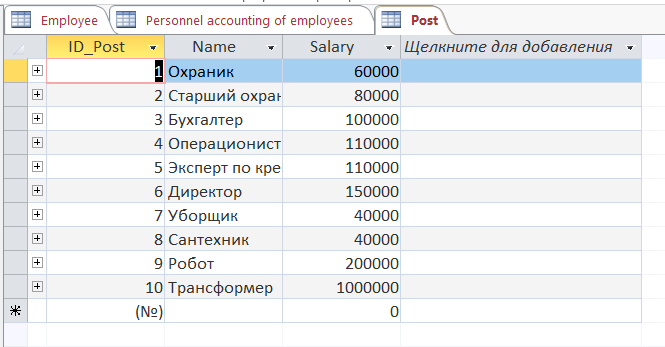 Employee Personnel accounting of employees Post
ID_Post Name Salary Щелкните для добавления
1 Охраник 60000
2 Старший охран 80000
3 Бухгалтер 100000
4 Операционист 110000
5 Эксперт по кре 110000
6 Директор 150000
7 Уборщик 40000
8 Сантехник 40000
9 Робот 200000
10 Трансформер 1000000
(№) 0